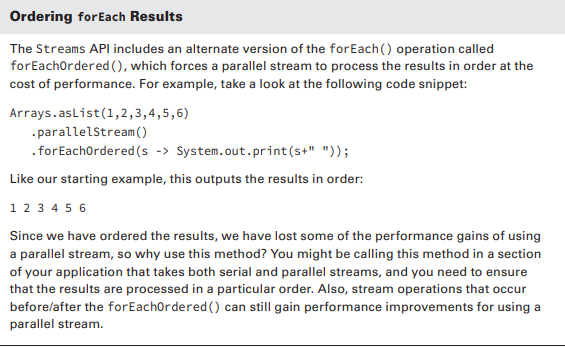 Ordering forEach Results
The Streams API includes an alternate version of the forEach() operation called
forEachOrdered(), which forces a parallel stream to process the results in order at the
cost of performance. For example, take a look at the following code snippet:
Arrays.asList(1,2,3,4,5,6)
.parallelStream()
.forEachOrdered(s -> System.out.print(s+" "));
Like our starting example, this outputs the results in order:
1 2 3 4 5 6
Since we have ordered the results, we have lost some of the performance gains of using
a parallel stream, so why use this method? You might be calling this method in a section
of your application that takes both serial and parallel streams, and you need to ensure
that the results are processed in a particular order. Also, stream operations that occur
before/after the forEachOrdered() can still gain performance improvements for using a
parallel stream.